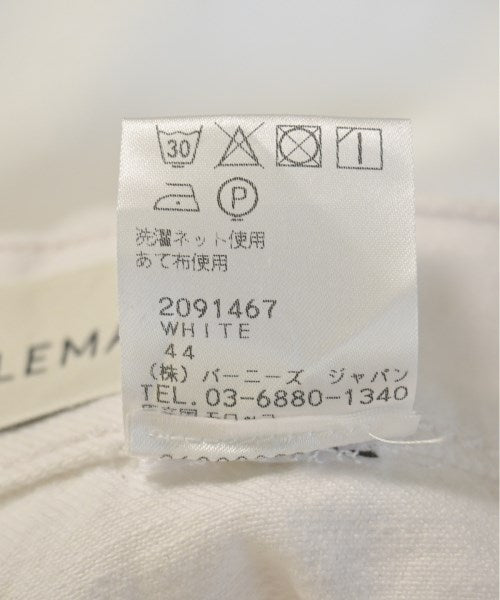 30
P
洗濯ネット使用
あて布使用
2091467
WHITE
44
(株) バーニーズ ジャパン
TEL. 03-6880-1340
LEMA